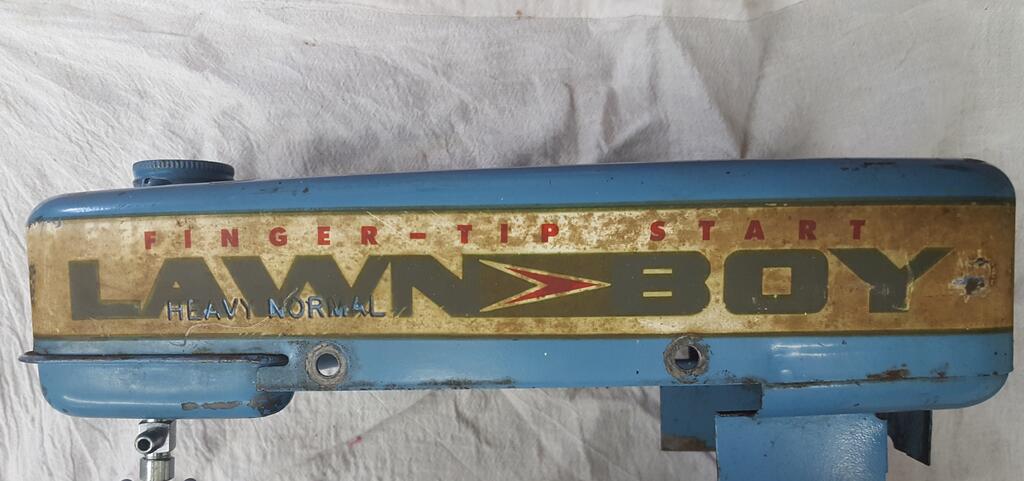 FINGER-TIP START
LAWN BOY
HEAVY NORMAL